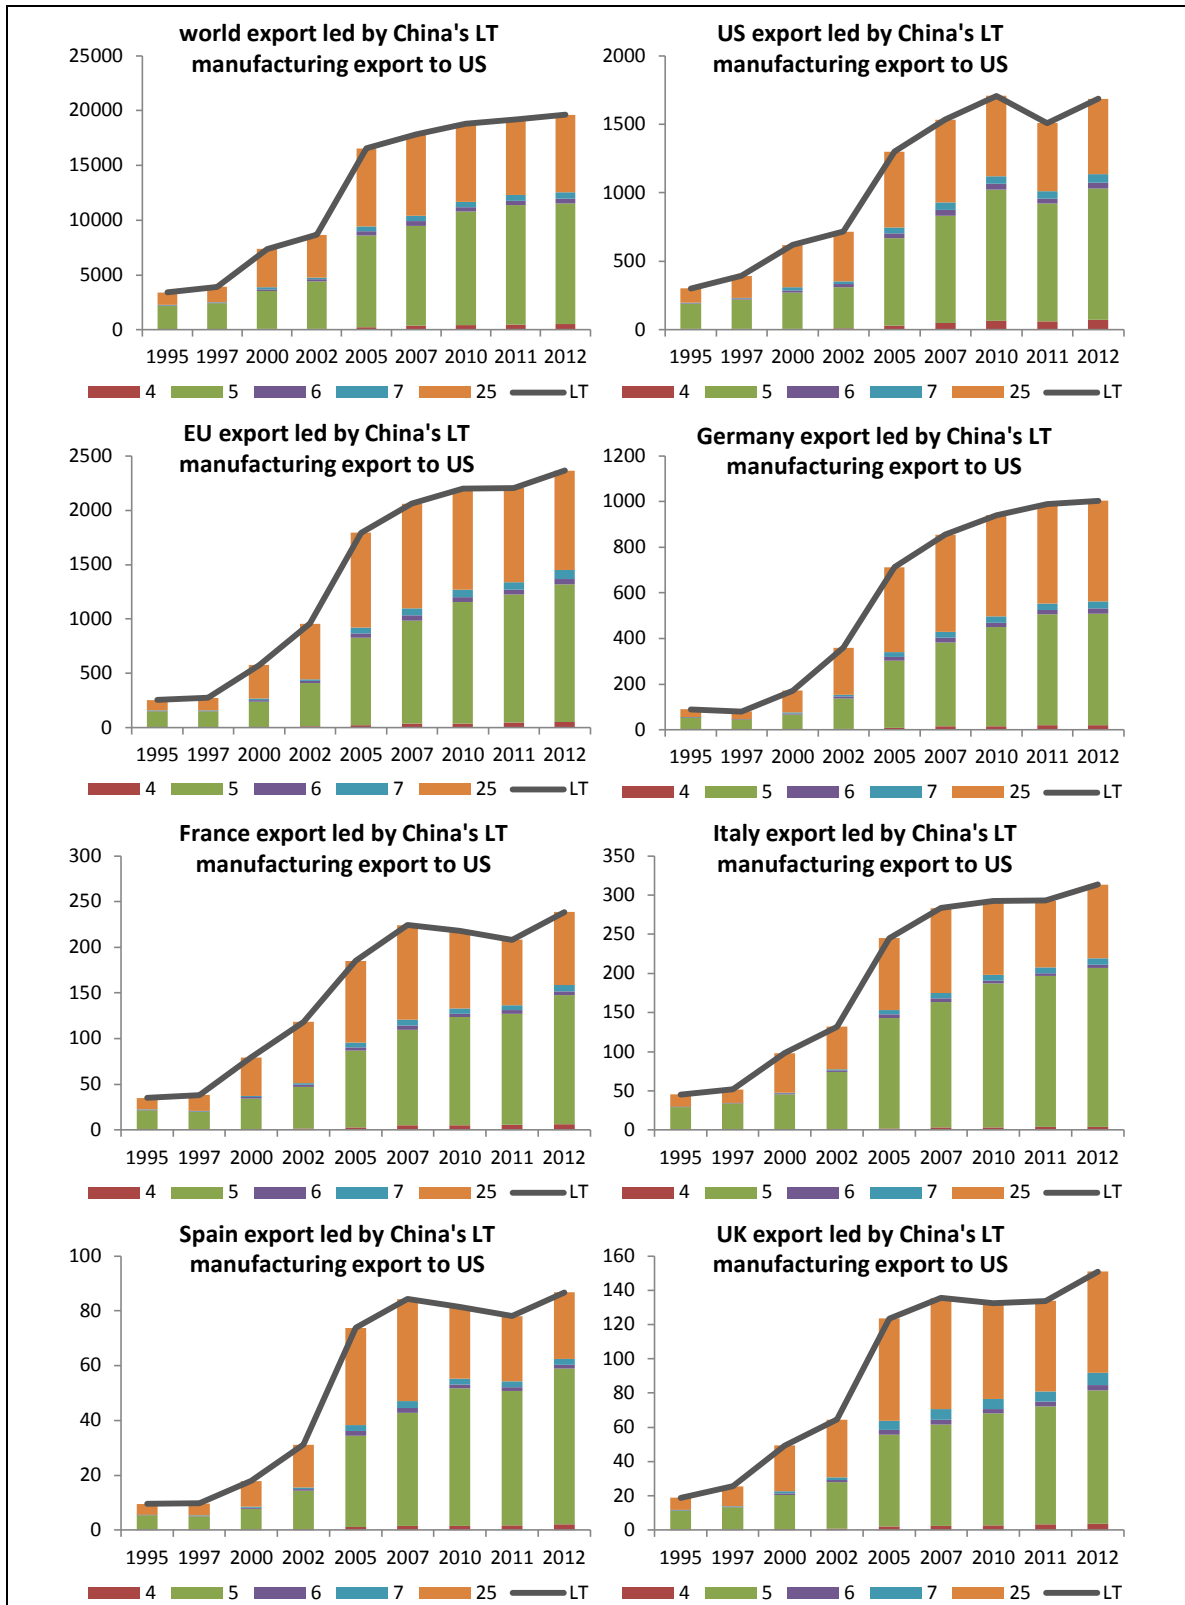 world export led by China's LT
manufacturing export to US
25000
20000
15000
10000
5000
0
1995 1997 2000 2002 2005 2007 2010 2011 2012
4 5 6 7 25 LT
US export led by China's LT
manufacturing export to US
2000
1500
1000
500
0
1995 1997 2000 2002 2005 2007 2010 2011 2012
4 5 6 7 25 LT
EU export led by China's LT
manufacturing export to US
2500
2000
1500
1000
500
0
1995 1997 2000 2002 2005 2007 2010 2011 2012
4 5 6 7 25 LT
Germany export led by China's LT
manufacturing export to US
1200
1000
800
600
400
200
0
1995 1997 2000 2002 2005 2007 2010 2011 2012
4 5 6 7 25 LT
France export led by China's LT
manufacturing export to US
300
250
200
150
100
50
0
1995 1997 2000 2002 2005 2007 2010 2011 2012
4 5 6 7 25 LT
Italy export led by China's LT
manufacturing export to US
350
300
250
200
150
100
50
0
1995 1997 2000 2002 2005 2007 2010 2011 2012
4 5 6 7 25 LT
Spain export led by China's LT
manufacturing export to US
100
80
60
40
20
0
1995 1997 2000 2002 2005 2007 2010 2011 2012
4 5 6 7 25 LT
UK export led by China's LT
manufacturing export to US
160
140
120
100
80
60
40
20
0
1995 1997 2000 2002 2005 2007 2010 2011 2012
4 5 6 7 25 LT